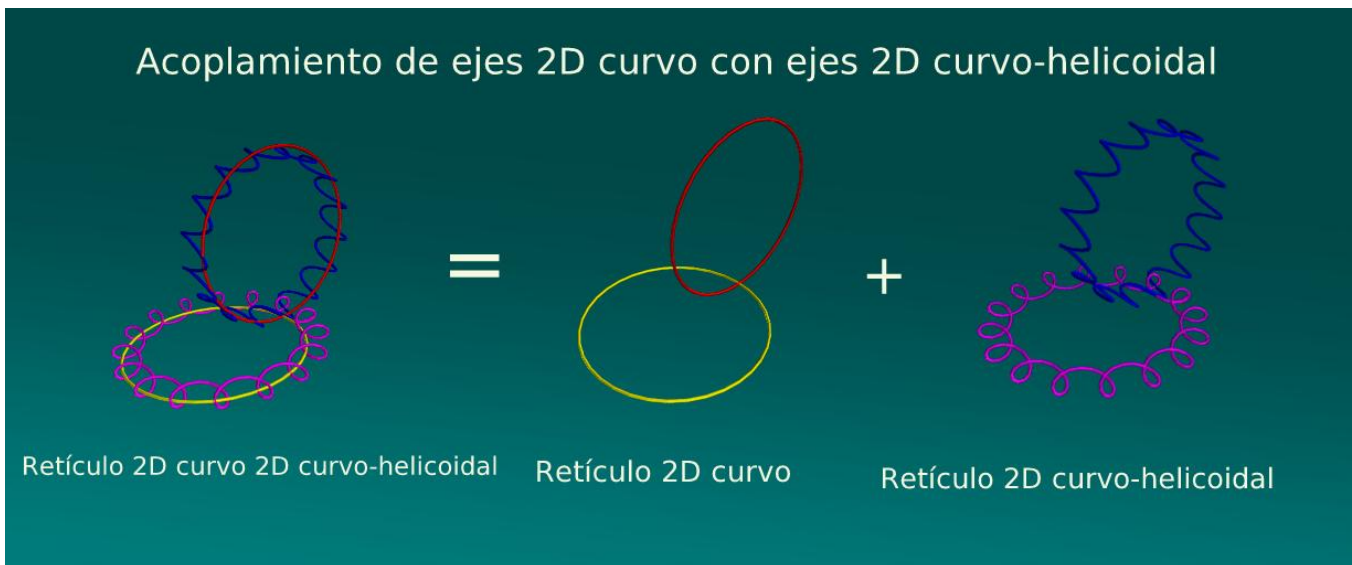 Acoplamiento de ejes 2D curvo con ejes 2D curvo-helicoidal
=
+
Retículo 2D curvo 2D curvo-helicoidal
Retículo 2D curvo
Retículo 2D curvo-helicoidal